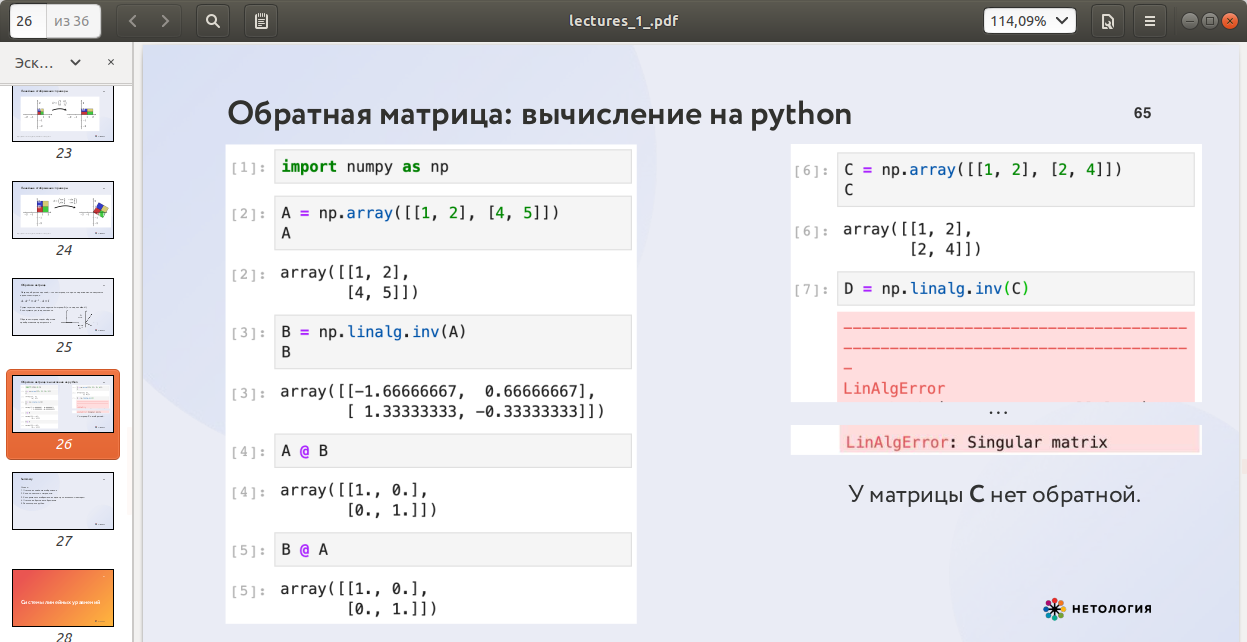 26 из 36
lectures_1_.pdf
114,09%
Эск...
23
24
25
26
27
Системы линейных уравнений
28
Обратная матрица: вычисление на python
65
[1]: import numpy as np
[2]: A = np.array([[1, 2], [4, 5]])
A
[2]: array([[1, 2],
[4, 5]])
[3]: B = np.linalg.inv(A)
B
[3]: array([[-1.66666667,  0.66666667],
[ 1.33333333, -0.33333333]])
[4]: A @ B
[4]: array([[1., 0.],
[0., 1.]])
[5]: B @ A
[5]: array([[1., 0.],
[0., 1.]])
[6]: C = np.array([[1, 2], [2, 4]])
C
[6]: array([[1, 2],
[2, 4]])
[7]: D = np.linalg.inv(C)
-------------------------------------
-------------------------------------
-
LinAlgError
...
LinAlgError: Singular matrix
У матрицы C нет обратной.
НЕТОЛОГИЯ